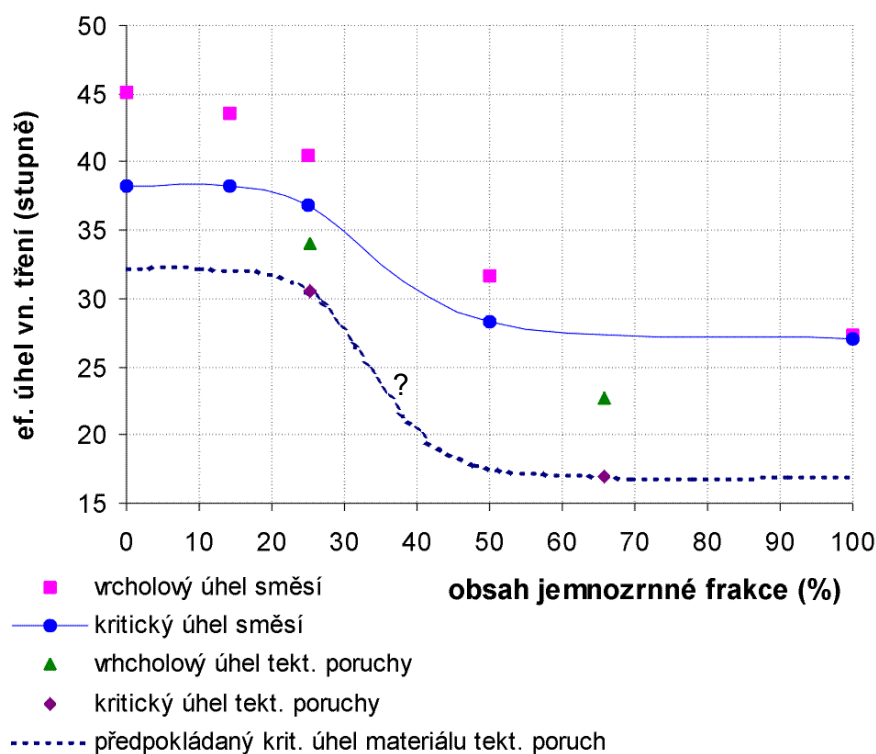 50
45
40
35
30
25
20
15
ef. úhel vn. tření (stupně)
?
0 10 20 30 40 50 60 70 80 90 100
obsah jemnozrnné frakce (%)
vrcholový úhel směsí
kritický úhel směsí
vrhcholový úhel tekt. poruchy
kritický úhel tekt. poruchy
předpokládaný krit. úhel materiálu tekt. poruch